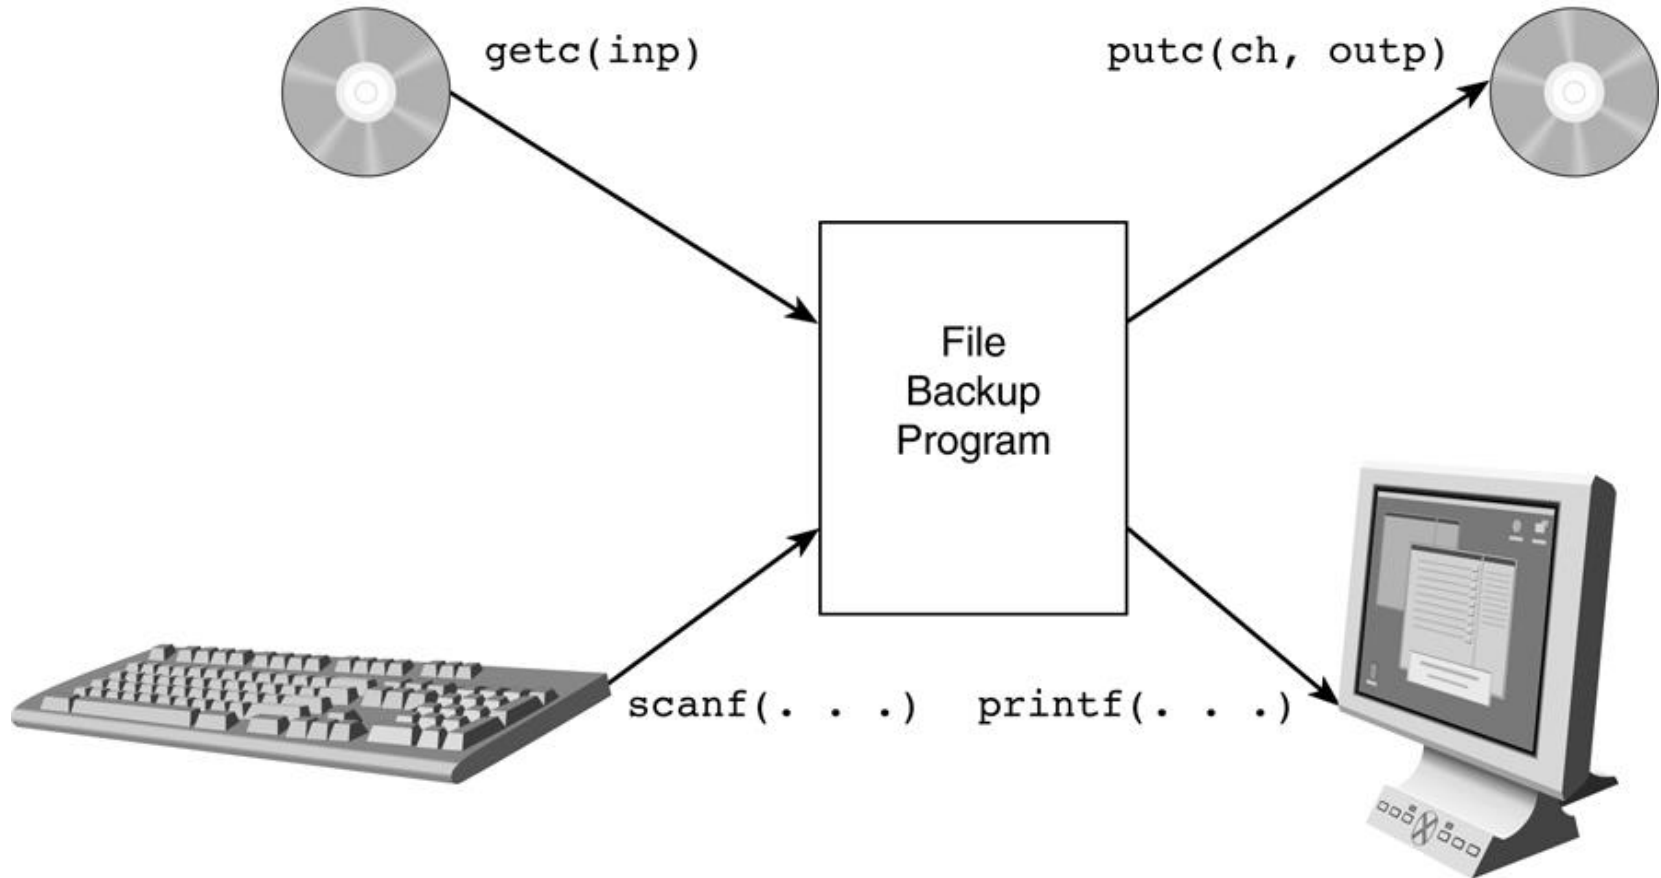 getc(inp)
putc(ch, outp)
File
Backup
Program
scanf(. . .)
printf(. . .)